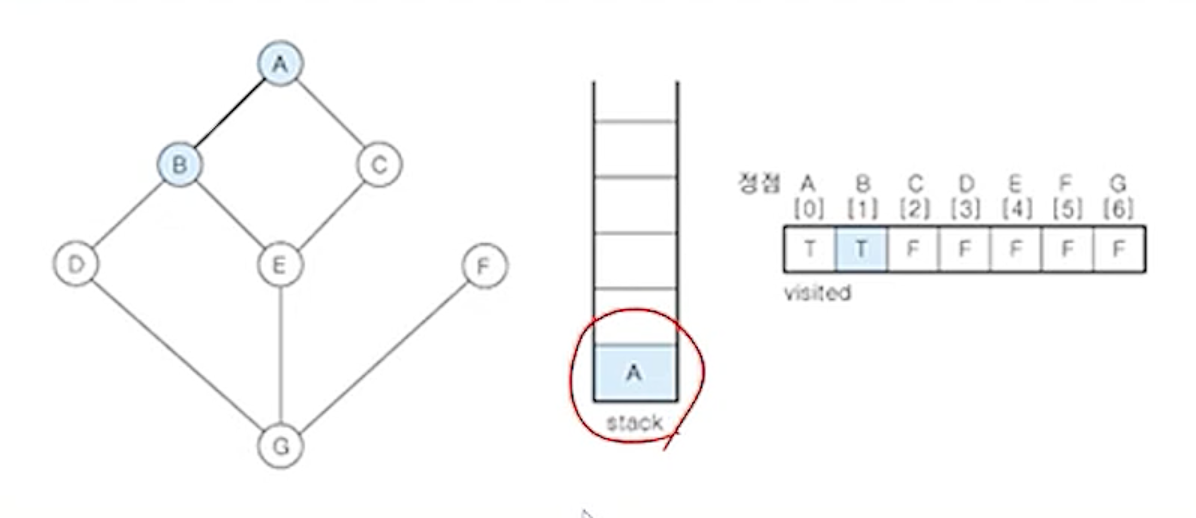 A
B
C
D
E
F
G
A
stack
정점 A B C D E F G
[0] [1] [2] [3] [4] [5] [6]
T T F F F F F
visited